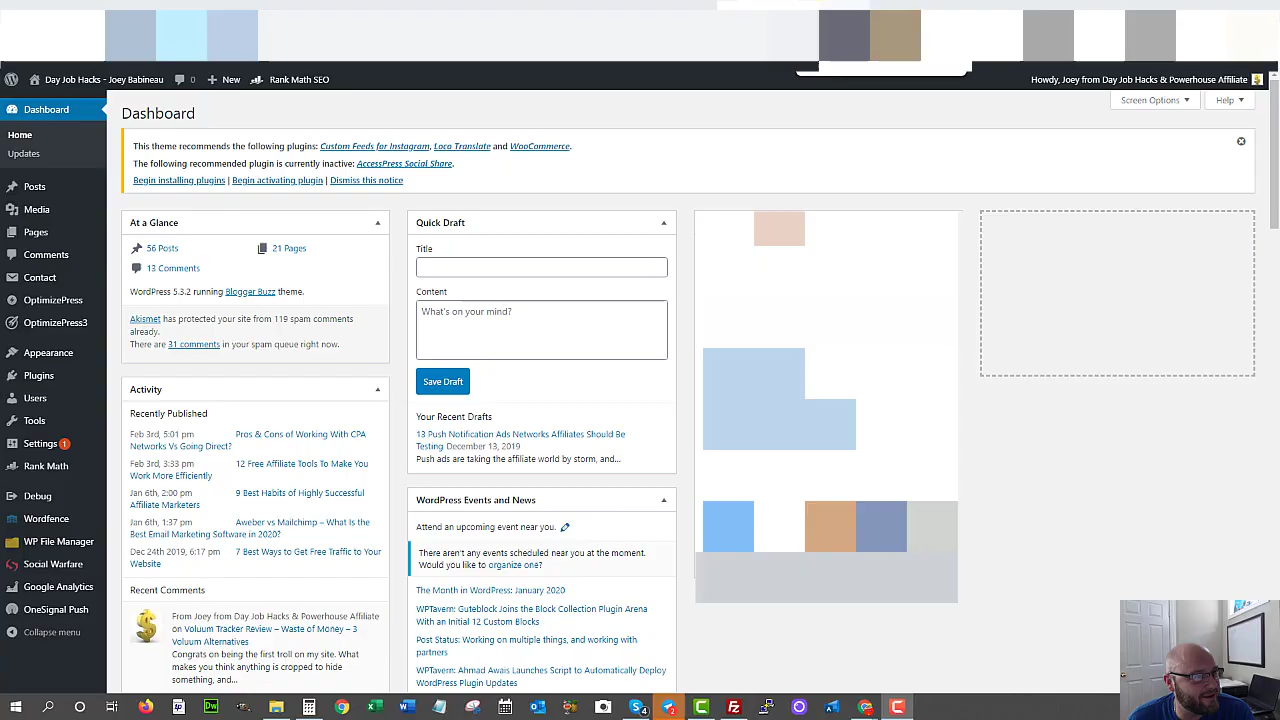 Day Job Hacks - Joey Babineau
0
New
Rank Math SEO
Howdy, Joey from Day Job Hacks & Powerhouse Affiliate
Dashboard
Home
Updates
Posts
Media
Pages
Comments
Contact
OptimizePress
OptimizePress3
Appearance
Plugins
Users
Tools
Settings 1
Rank Math
Debug
Wordfence
WP File Manager
Social Warfare
Google Analytics
OneSignal Push
Collapse menu
Screen Options
Help
Dashboard
This theme recommends the following plugins: Custom Feeds for Instagram, Loco Translate and WooCommerce.
The following recommended plugin is currently inactive: AccessPress Social Share.
Begin installing plugins | Begin activating plugin | Dismiss this notice
At a Glance
56 Posts
21 Pages
13 Comments
WordPress 5.3.2 running Blogger Buzz theme.
Akismet has protected your site from 119 spam comments
already.
There are 31 comments in your spam queue right now.
Activity
Recently Published
Feb 3rd, 5:01 pm Pros & Cons of Working With CPA
Networks Vs Going Direct?
Feb 3rd, 3:33 pm 12 Free Affiliate Tools To Make You
Work More Efficiently
Jan 6th, 2:00 pm 9 Best Habits of Highly Successful
Affiliate Marketers
Jan 6th, 1:37 pm Aweber vs Mailchimp – What Is the
Best Email Marketing Software in 2020?
Dec 24th 2019, 6:17 pm 7 Best Ways to Get Free Traffic to Your
Website
Recent Comments
From Joey from Day Job Hacks & Powerhouse Affiliate
on Voluum Tracker Review – Waste of Money – 3
Voluum Alternatives
Congrats on being the first troll on my site. What
makes you think anything is cropped to hide
something, and...
Quick Draft
Title
Content
What's on your mind?
Save Draft
Your Recent Drafts
13 Push Notification Ads Networks Affiliates Should Be
Testing December 13, 2019
Push ads are taking the affiliate world by storm, and...
WordPress Events and News
Attend an upcoming event near you.
There aren't any events scheduled near you at the moment.
Would you like to organize one?
The Month in WordPress: January 2020
WPTavern: Guteblock Joins the Block Collection Plugin Arena
With an Initial 12 Custom Blocks
Post Status: Working on multiple things, and working with
partners
WPTavern: Ahmad Awais Launches Script to Automatically Deploy
WordPress Plugin Updates